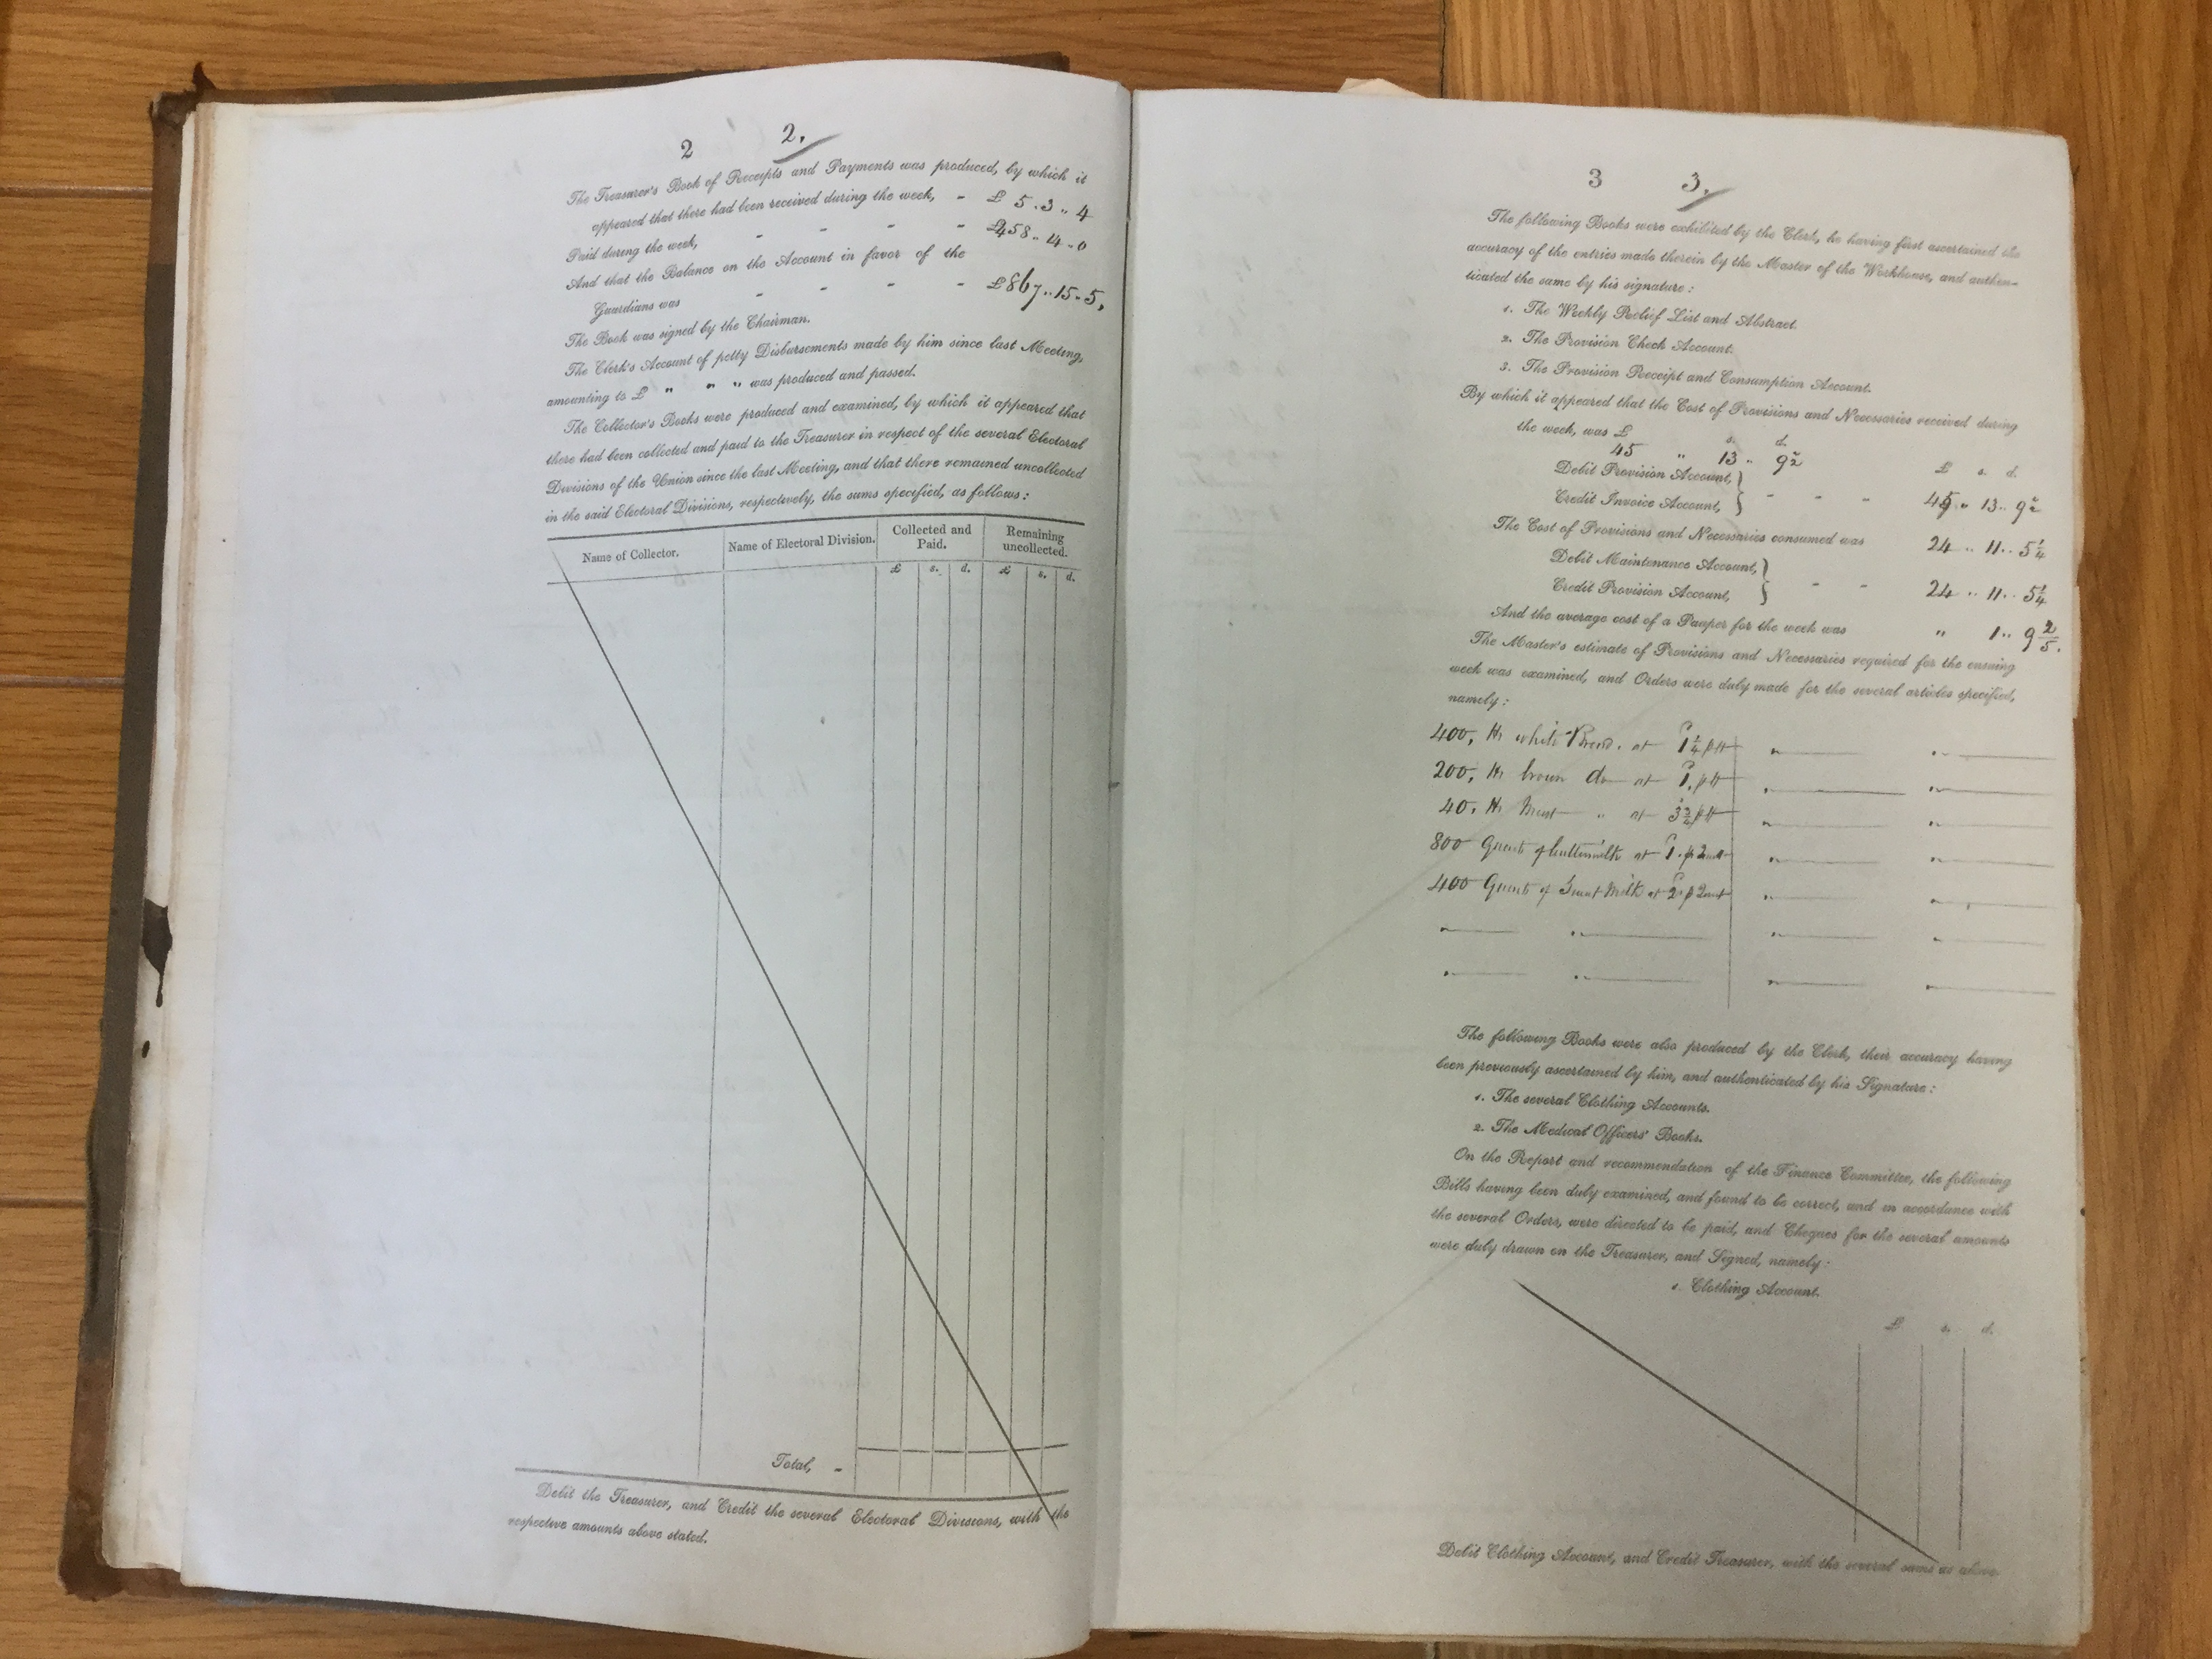 2 2.
The Treasurer's Book of Receipts and Payments was produced, by which it
appeared that there had been received during the week, - £ 5 . 3 .. 4
Paid during the week, - - - - £458 .. 4 - 0
And that the Balance on the Account in favor of the
Guardians was - - - - £867 .. 15 - 5,
The Book was signed by the Chairman.
The Clerk's Account of petty Disbursements made by him since last Meeting,
amounting to £ " " " was produced and passed.
The Collector's Books were produced and examined, by which it appeared that
there had been collected and paid to the Treasurer in respect of the several Electoral
Divisions of the Union since the last Meeting, and that there remained uncollected
in the said Electoral Divisions, respectively, the sums specified, as follows:
Name of Collector. Name of Electoral Division. Collected and Paid. Remaining uncollected.
£ s. d. £ s. d.
Total, -
Debit the Treasurer, and Credit the several Electoral Divisions, with the
respective amounts above stated.
3 3.
The following Books were exhibited by the Clerk, he having first ascertained the
accuracy of the entries made therein by the Master of the Workhouse, and authen-
ticated the same by his signature:
1. The Weekly Relief List and Abstract.
2. The Provision Check Account.
3. The Provision Receipt and Consumption Account.
By which it appeared that the Cost of Provisions and Necessaries received during
the week, was £ s. d.
45 " 13 .. 9½
£ s. d.
Debit Provision Account,
Credit Invoice Account, } - - - 45 .. 13 .. 9½
The Cost of Provisions and Necessaries consumed was 24 .. 11 .. 5¼
Debit Maintenance Account,
Credit Provision Account, } - - 24 .. 11 .. 5¼
And the average cost of a Pauper for the week was " 1 .. 9 2/5.
The Master's estimate of Provisions and Necessaries required for the ensuing
week was examined, and Orders were duly made for the several articles specified,
namely:
400, lbs white Bread. at 1¼ p lb
200, lbs brown do at 1. p lb
40. lbs Meat " at 3¾ p lb
800 Quarts of buttermilk at 1. p Quart
400 Quarts of Sweet Milk at 2 p Quart
The following Books were also produced by the Clerk, their accuracy having
been previously ascertained by him, and authenticated by his Signature:
1. The several Clothing Accounts.
2. The Medical Officers' Books.
On the Report and recommendation of the Finance Committee, the following
Bills having been duly examined, and found to be correct, and in accordance with
the several Orders, were directed to be paid, and Cheques for the several amounts
were duly drawn on the Treasurer, and Signed, namely:
1. Clothing Account.
£ s. d.
Debit Clothing Account, and Credit Treasurer, with the several sums as above.